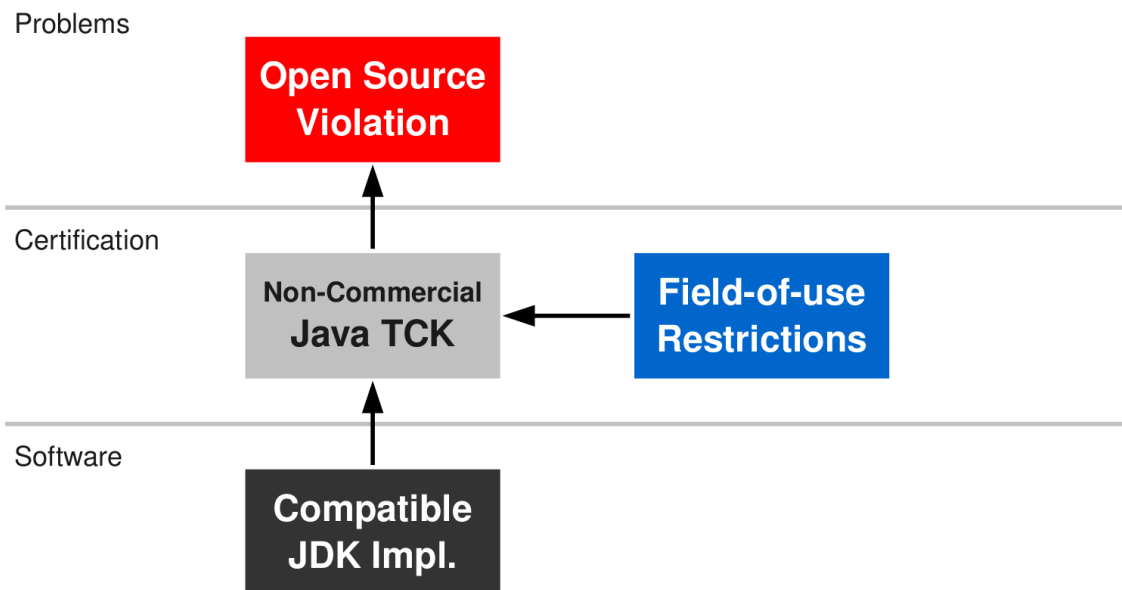 Problems
Open Source
Violation
Certification
Non-Commercial
Java TCK
Field-of-use
Restrictions
Software
Compatible
JDK Impl.